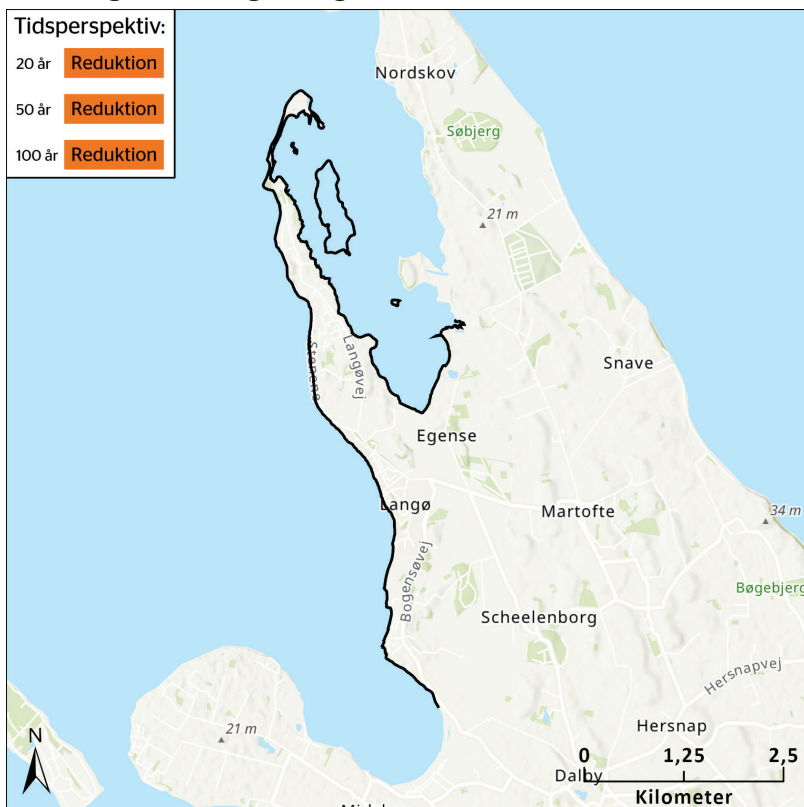 Tidsperspektiv:
20 år Reduktion
50 år Reduktion
100 år Reduktion
Nordskov
Søbjerg
21 m
Stenene
Langøvej
Snave
Egense
Langø
Martofte
34 m
Bogensøvej
Bøgebjerg
Scheelenborg
Hersnapvej
21 m
Hersnap
N
0 1,25 2,5
Dalby
Kilometer